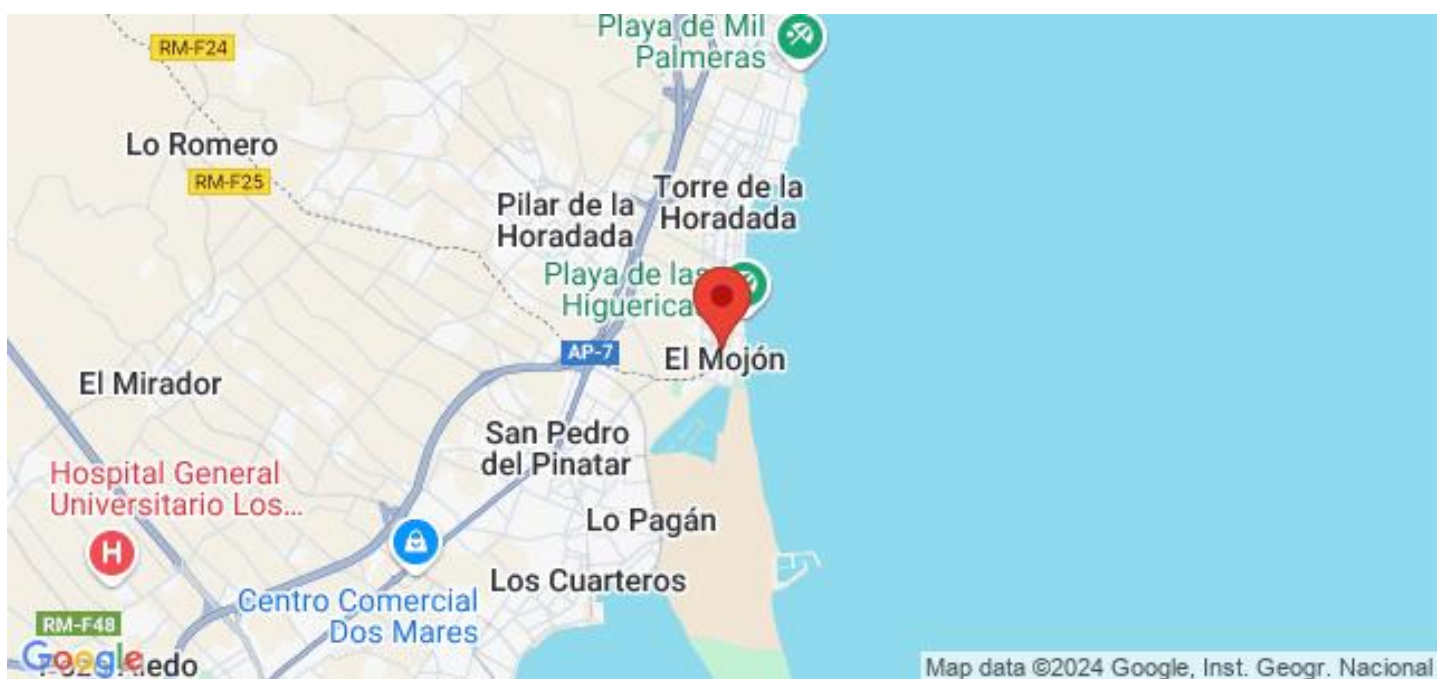 Playa de Mil
Palmeras
RM-F24
Lo Romero
RM-F25
Torre de la
Horadada
Pilar de la
Horadada
Playa de las
Higuerica
AP-7
El Mojón
El Mirador
San Pedro
del Pinatar
Hospital General
Universitario Los...
H
Lo Pagán
Los Cuarteros
Centro Comercial
Dos Mares
RM-F48
Google
Map data ©2024 Google, Inst. Geogr. Nacional